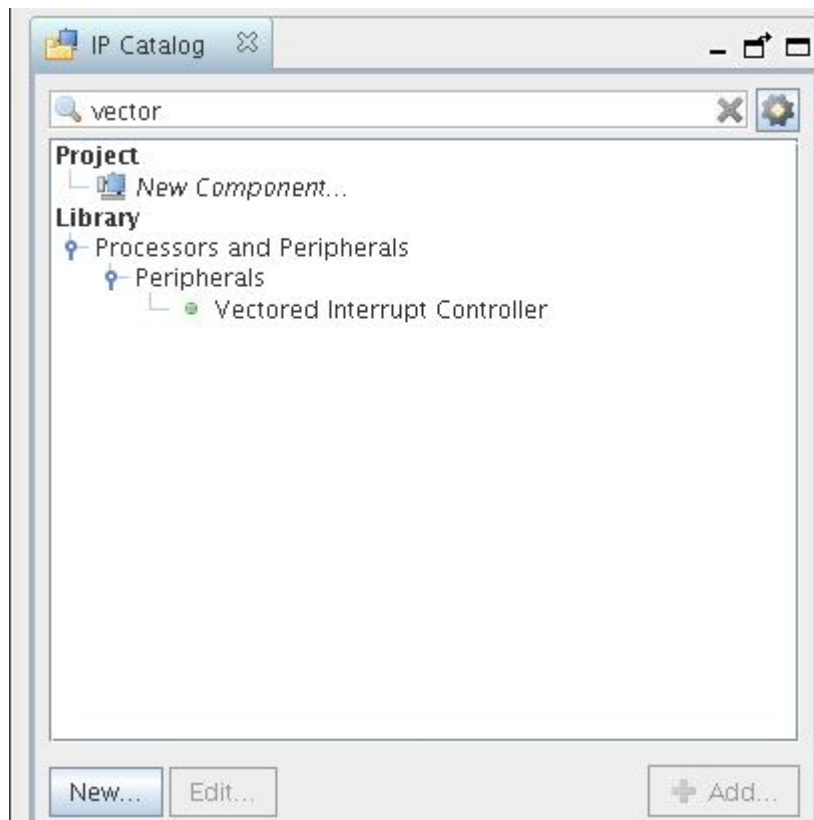 IP Catalog
vector
Project
New Component...
Library
Processors and Peripherals
Peripherals
Vectored Interrupt Controller
New... Edit... Add...